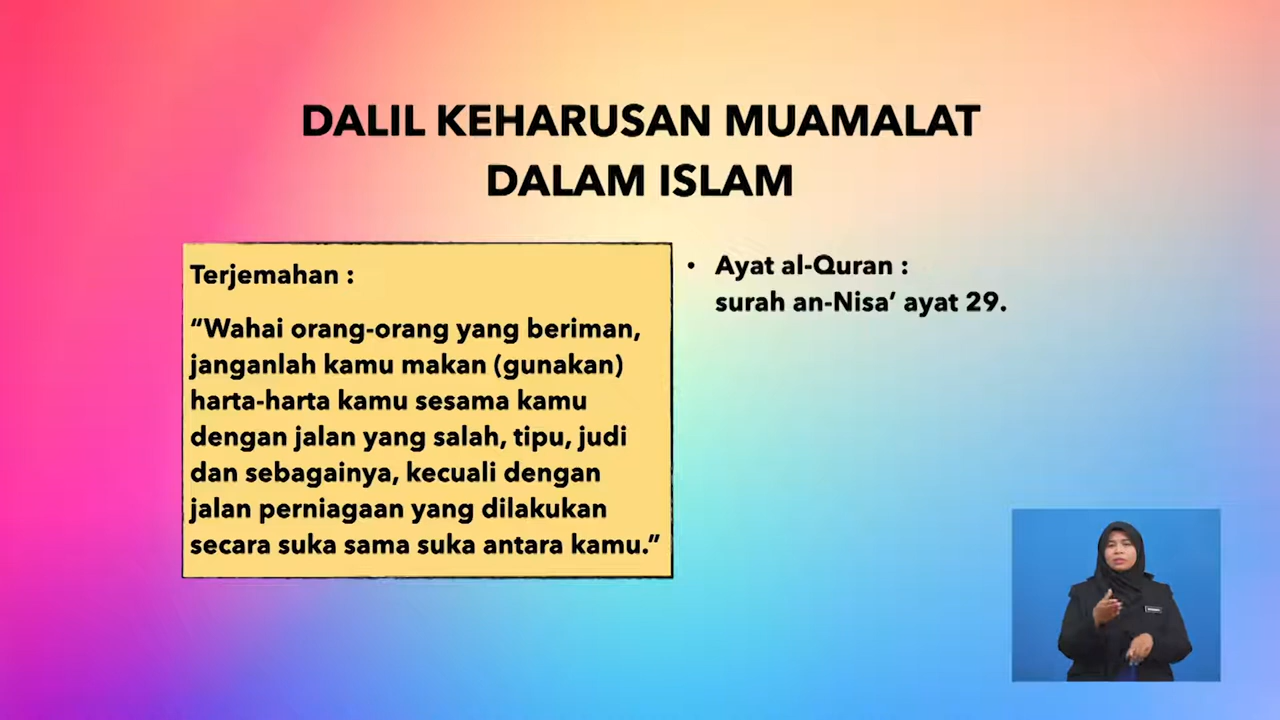 DALIL KEHARUSAN MUAMALAT
DALAM ISLAM
Terjemahan :
“Wahai orang-orang yang beriman,
janganlah kamu makan (gunakan)
harta-harta kamu sesama kamu
dengan jalan yang salah, tipu, judi
dan sebagainya, kecuali dengan
jalan perniagaan yang dilakukan
secara suka sama suka antara kamu.”
• Ayat al-Quran :
surah an-Nisa’ ayat 29.